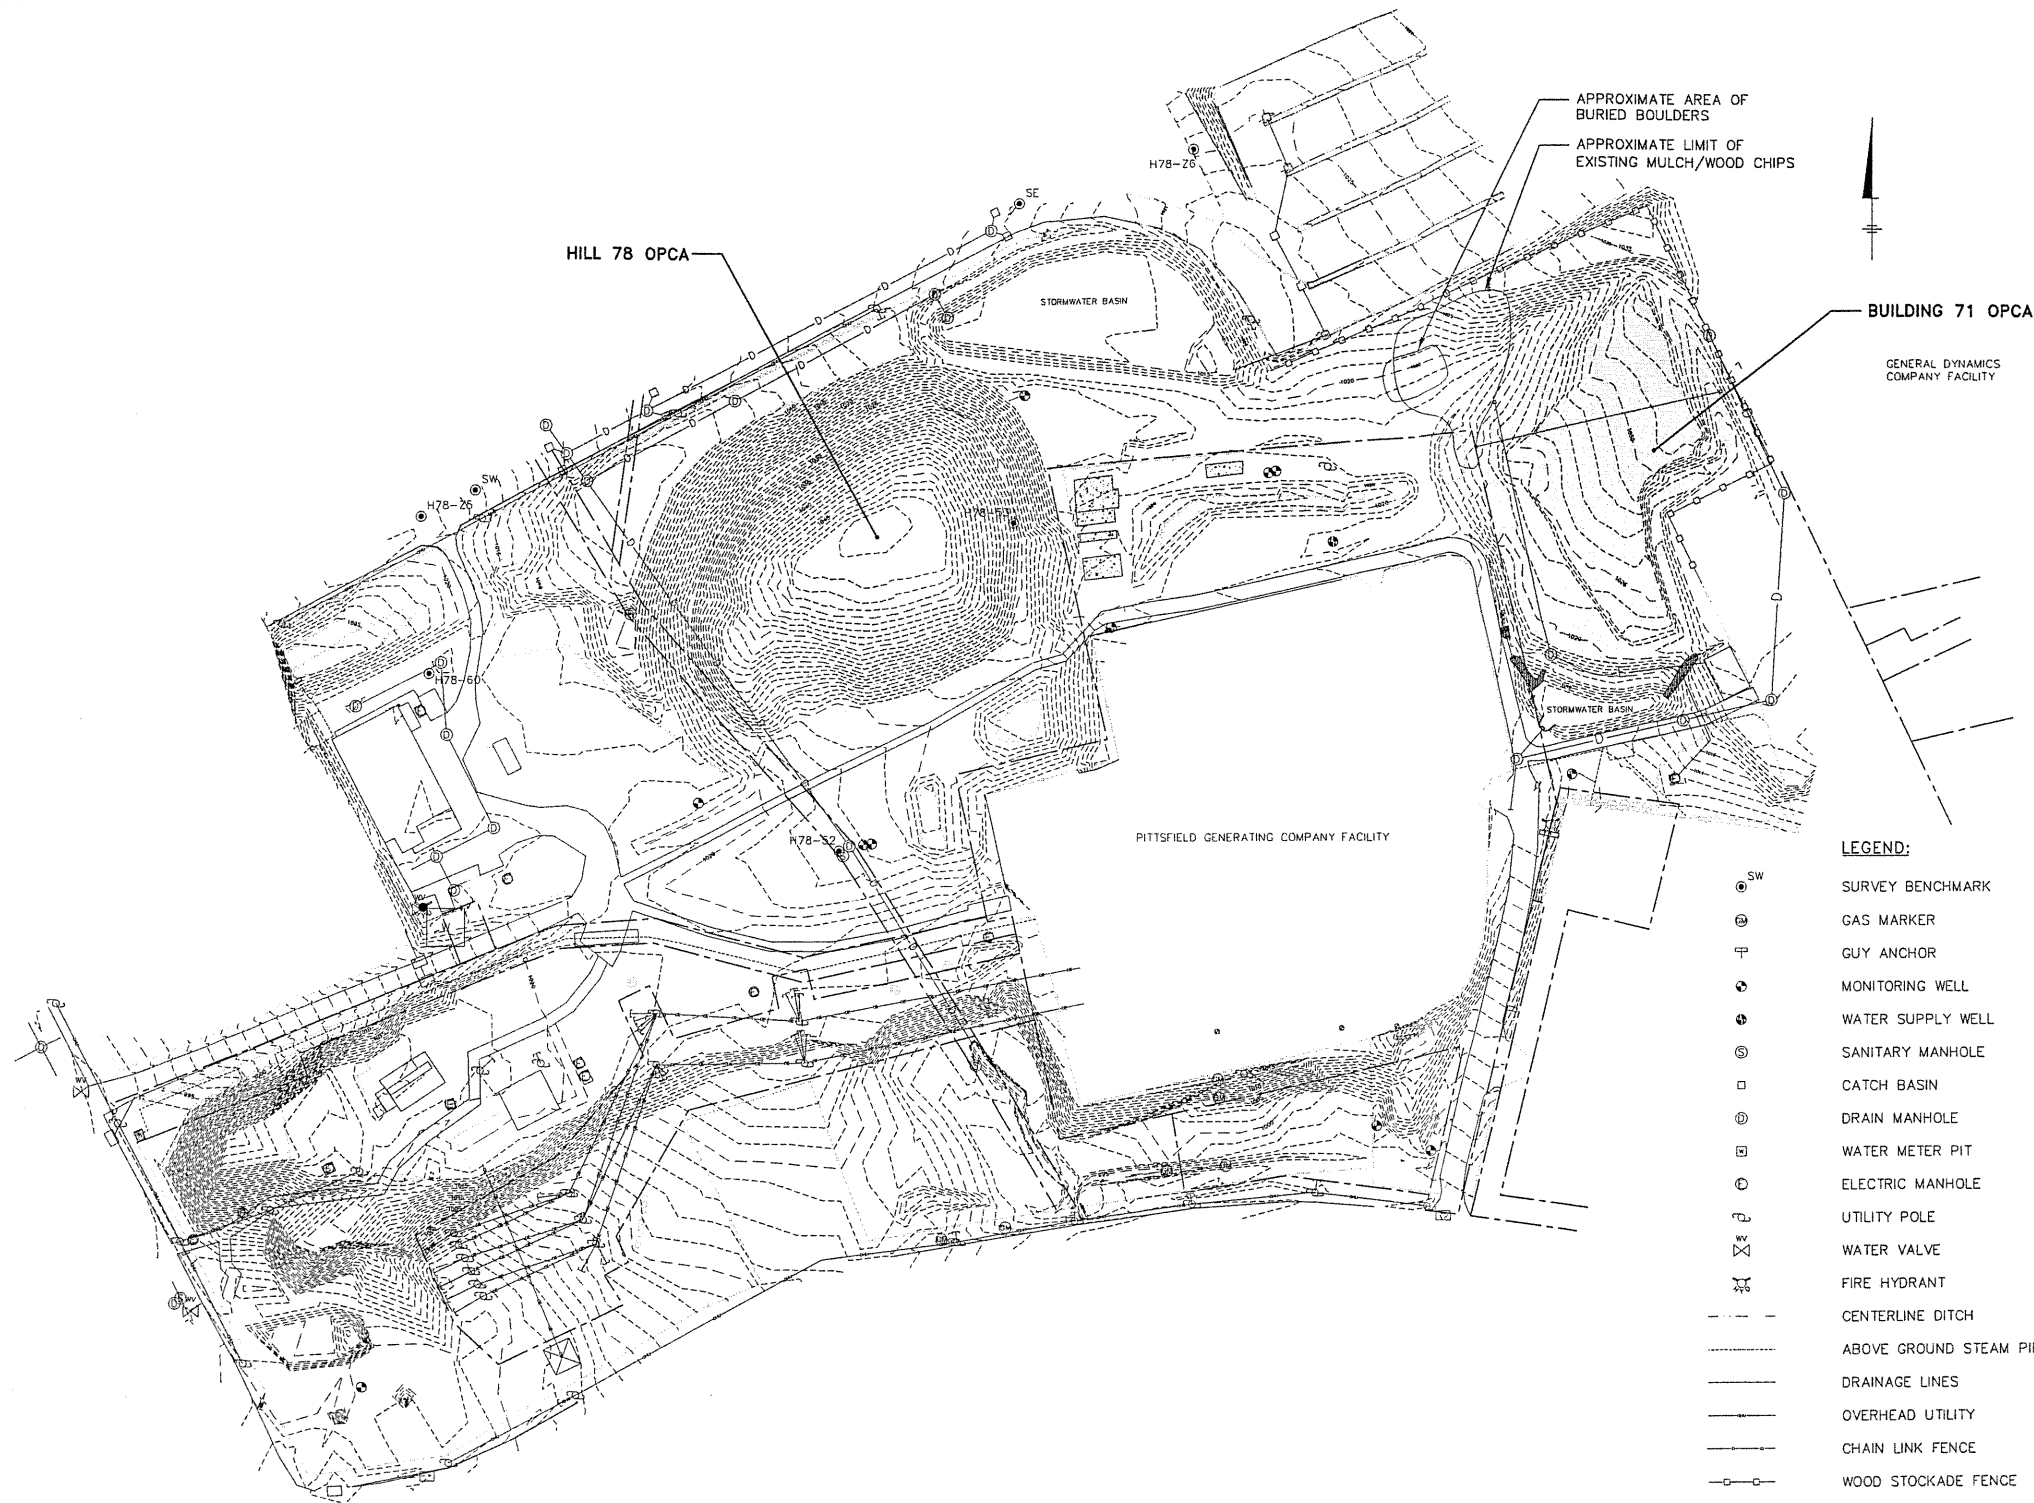 APPROXIMATE AREA OF
BURIED BOULDERS
APPROXIMATE LIMIT OF
EXISTING MULCH/WOOD CHIPS
H78-Z6
SE
HILL 78 OPCA
STORMWATER BASIN
BUILDING 71 OPCA
GENERAL DYNAMICS
COMPANY FACILITY
SW
H78-Z6
H78-60
STORMWATER BASIN
PITTSFIELD GENERATING COMPANY FACILITY
H78-52
LEGEND:
SW
SURVEY BENCHMARK
GM
GAS MARKER
GUY ANCHOR
MONITORING WELL
WATER SUPPLY WELL
S
SANITARY MANHOLE
CATCH BASIN
D
DRAIN MANHOLE
W
WATER METER PIT
E
ELECTRIC MANHOLE
UTILITY POLE
WV
WATER VALVE
FIRE HYDRANT
CENTERLINE DITCH
ABOVE GROUND STEAM
DRAINAGE LINES
OVERHEAD UTILITY
CHAIN LINK FENCE
WOOD STOCKADE FENCE